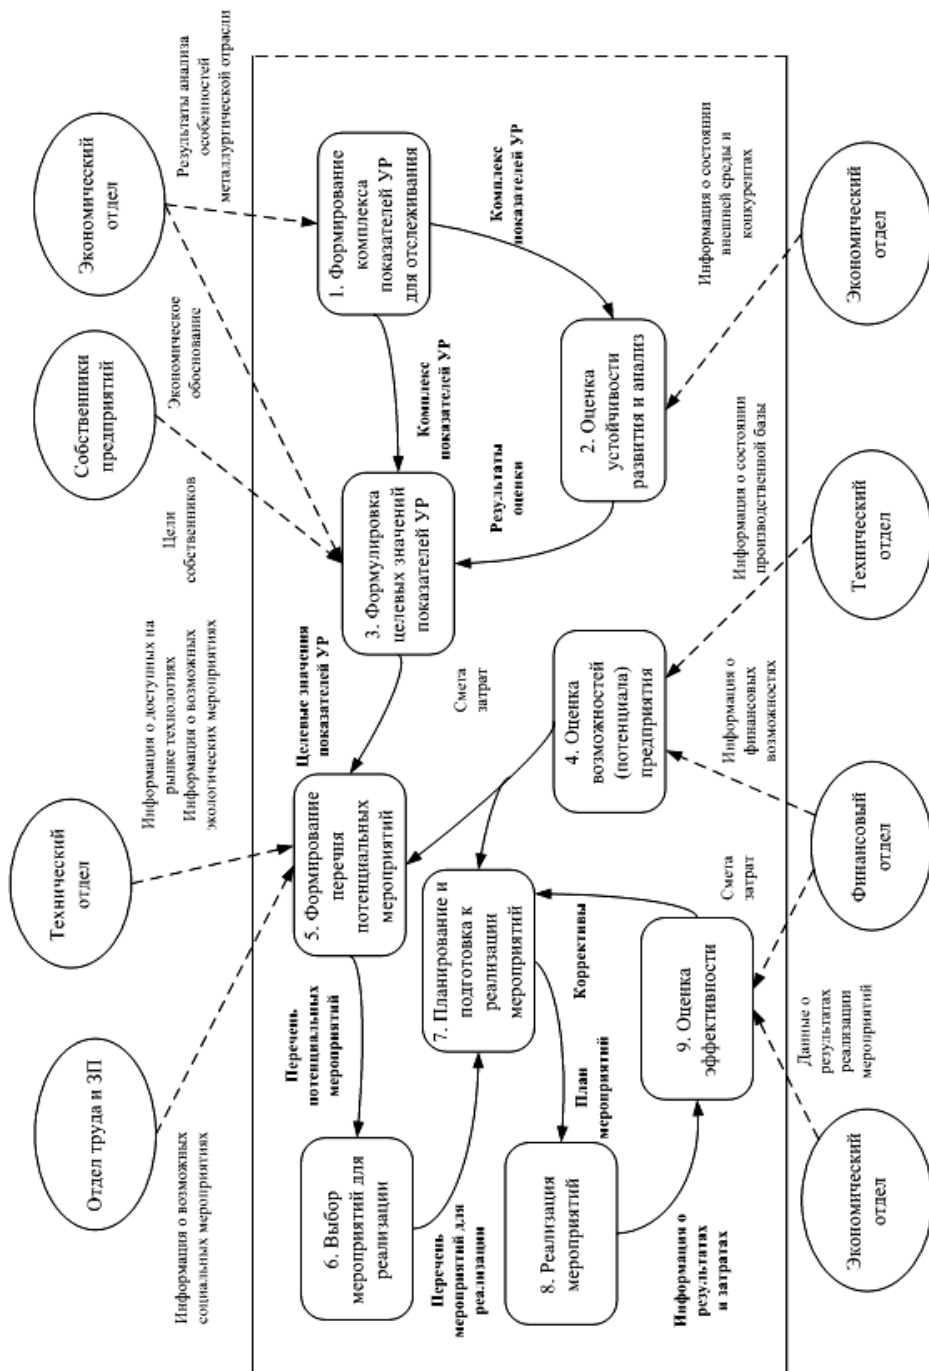 Отдел труда и ЗП
Технический
отдел
Собственники
предприятий
Экономический
отдел
Информация о возможных
социальных мероприятиях
Информация о доступных на
рынке технологиях
Информация о возможных
экологических мероприятиях
Цели
собственников
Экономическое
обоснование
Результаты анализа
особенностей
металлургической отрасли
6. Выбор
мероприятий для
реализации
Перечень
потенциальных
мероприятий
5. Формирование
перечня
потенциальных
мероприятий
Целевые значения
показателей УР
3. Формулировка
целевых значений
показателей УР
Комплекс
показателей УР
1. Формирование
комплекса
показателей УР
для отслеживания
Перечень
мероприятий для
реализации
7. Планирование и
подготовка к
реализации
мероприятий
Смета
затрат
Результаты
оценки
Комплекс
показателей УР
8. Реализация
мероприятий
План
мероприятий
Коррективы
4. Оценка
возможностей
(потенциала)
предприятия
2. Оценка
устойчивости
развития и анализ
Информация о
результатах
и затратах
9. Оценка
эффективности
Смета
затрат
Информация о
финансовых
возможностях
Информация о состоянии
производственной базы
Информация о состоянии
внешней среды и
конкурентах
Данные о
результатах
реализации
мероприятий
Экономический
отдел
Финансовый
отдел
Технический
отдел
Экономический
отдел